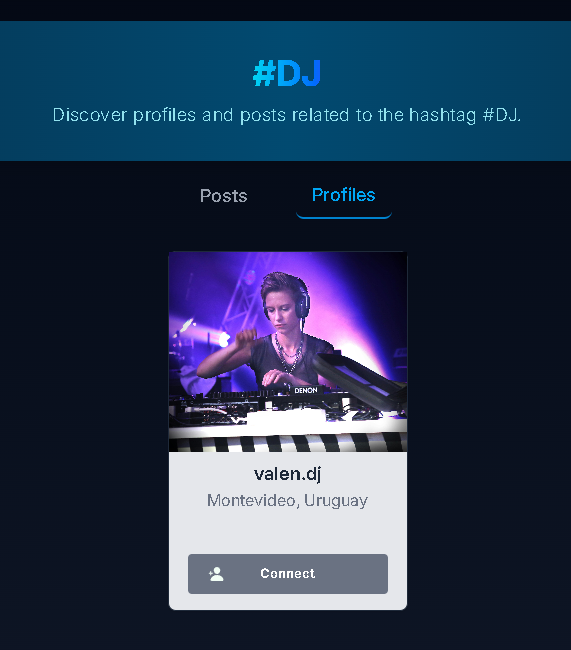 #DJ
Discover profiles and posts related to the hashtag #DJ.
Posts
Profiles
DENON
valen.dj
Montevideo, Uruguay
Connect